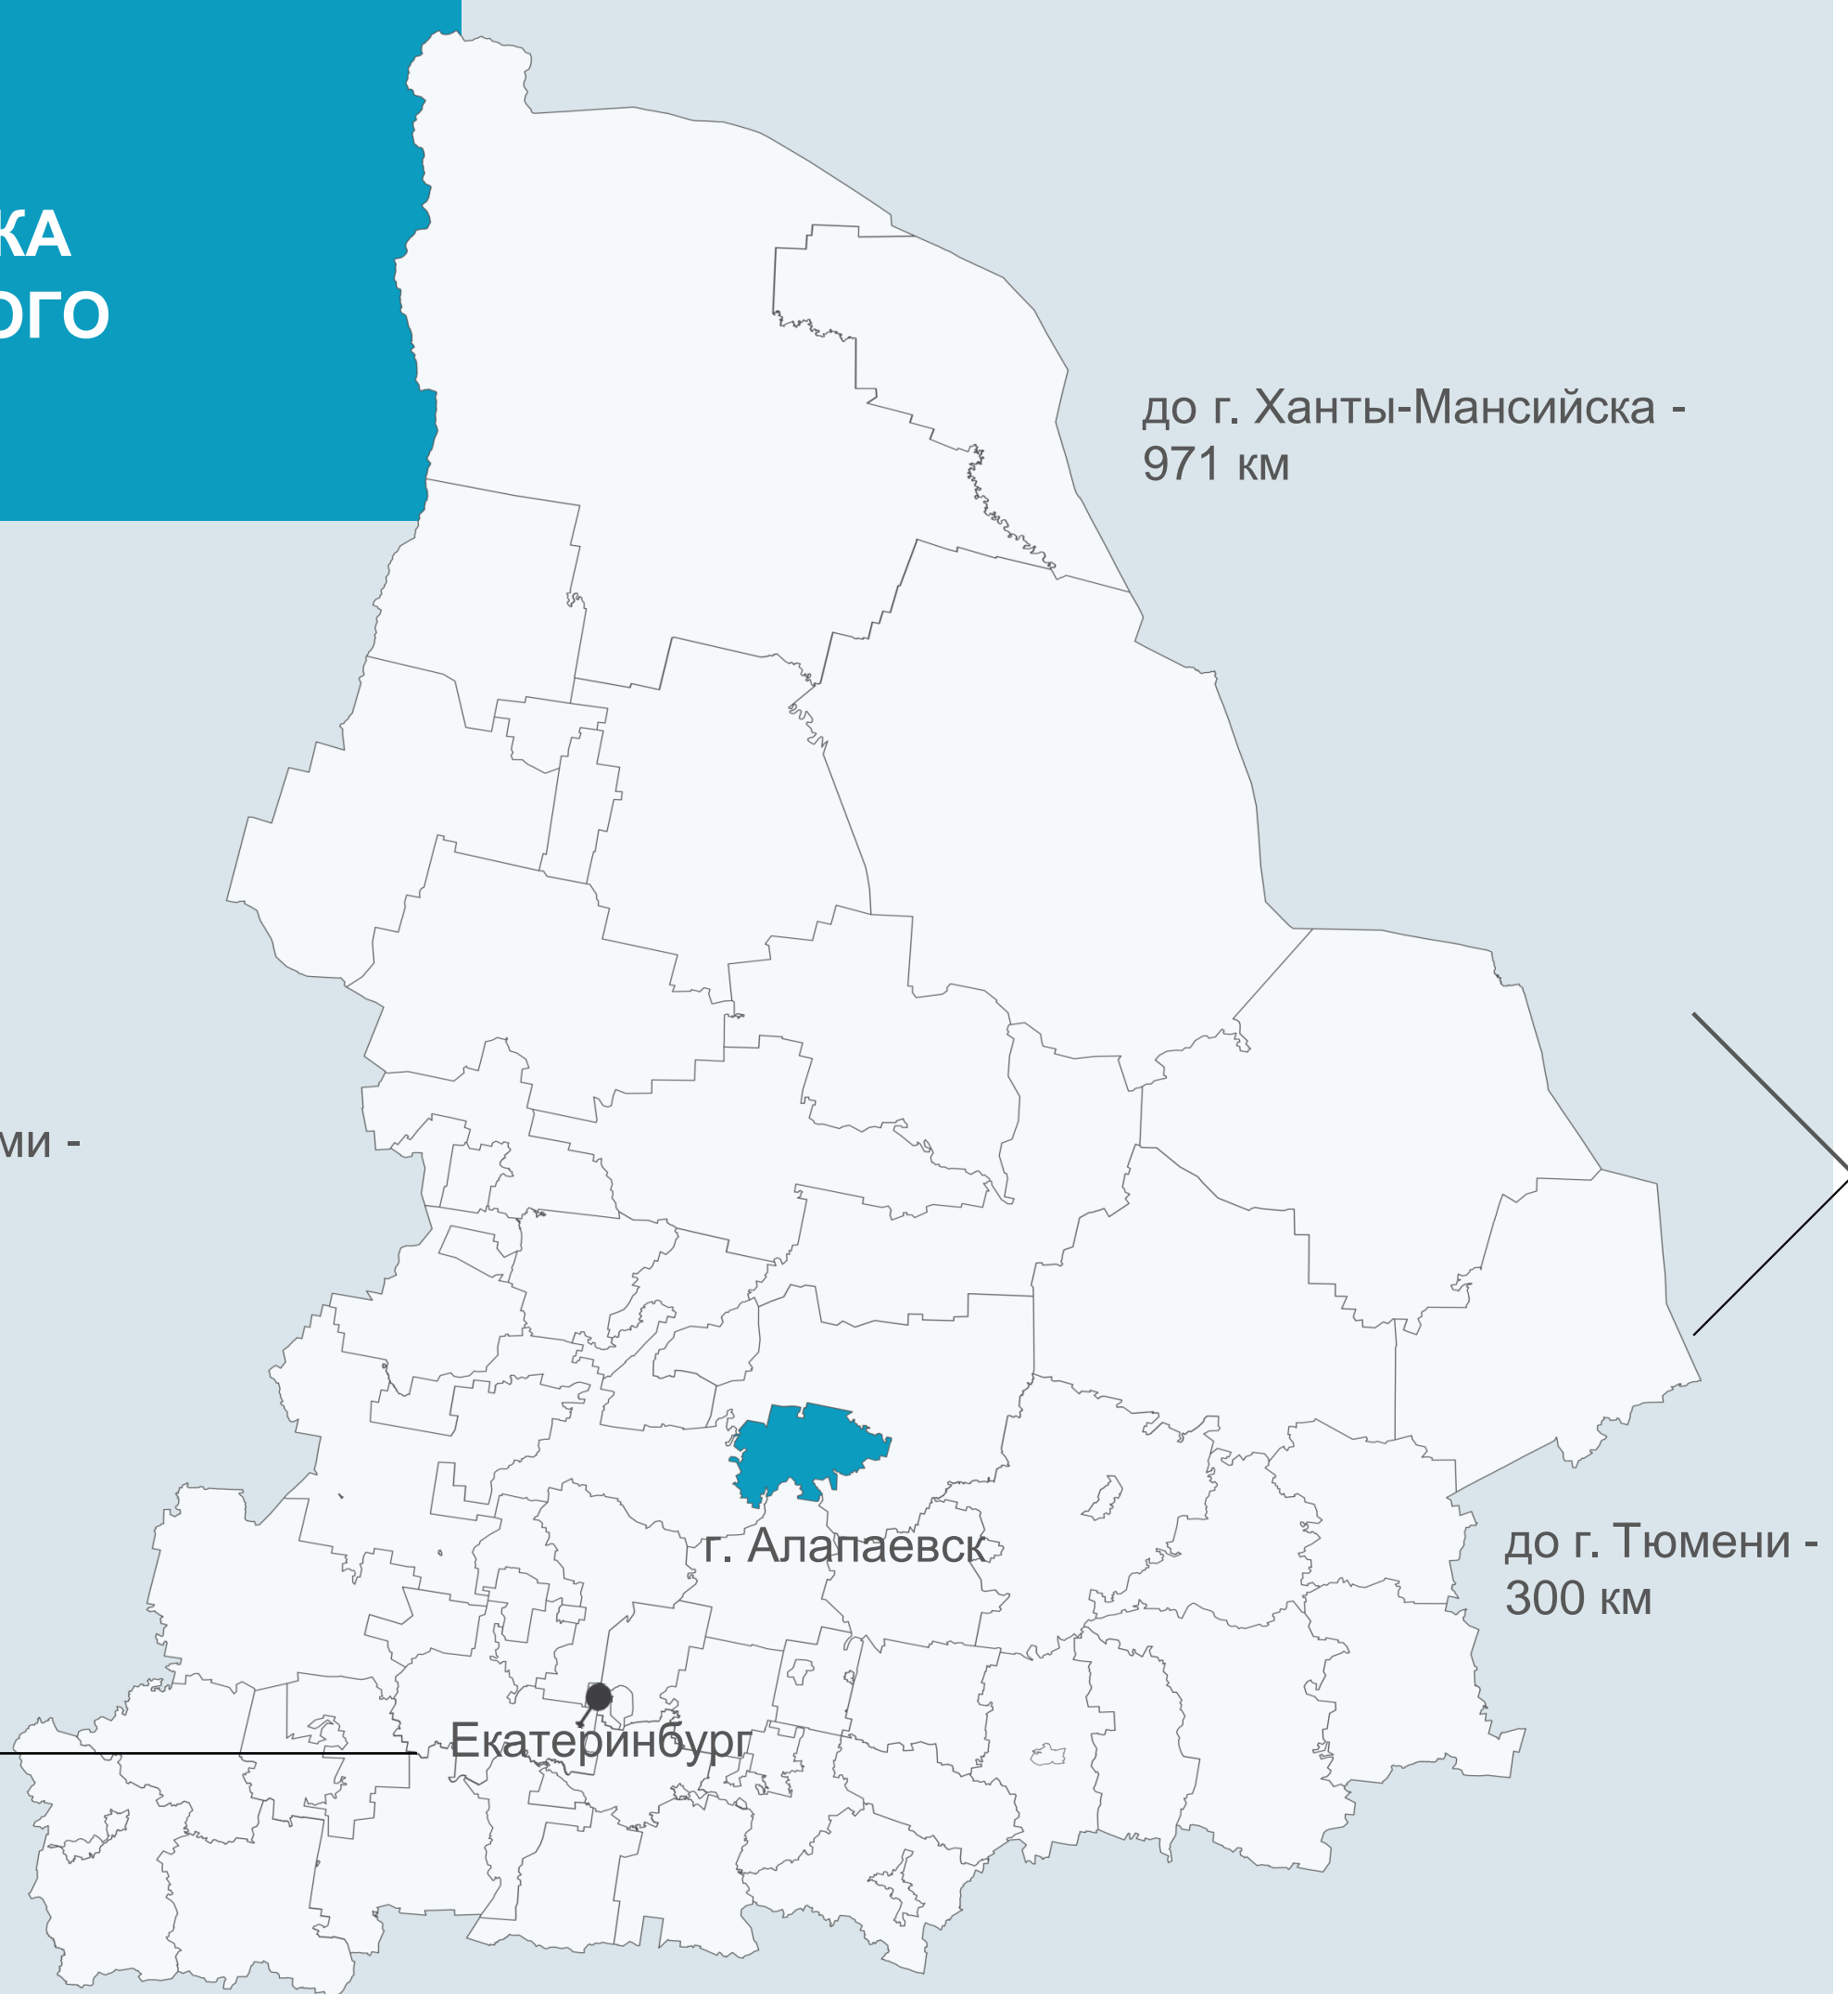 КА
ОГО
до г. Ханты-Мансийска -
971 км
ми -
г. Алапаевск
до г. Тюмени -
300 км
Екатеринбург